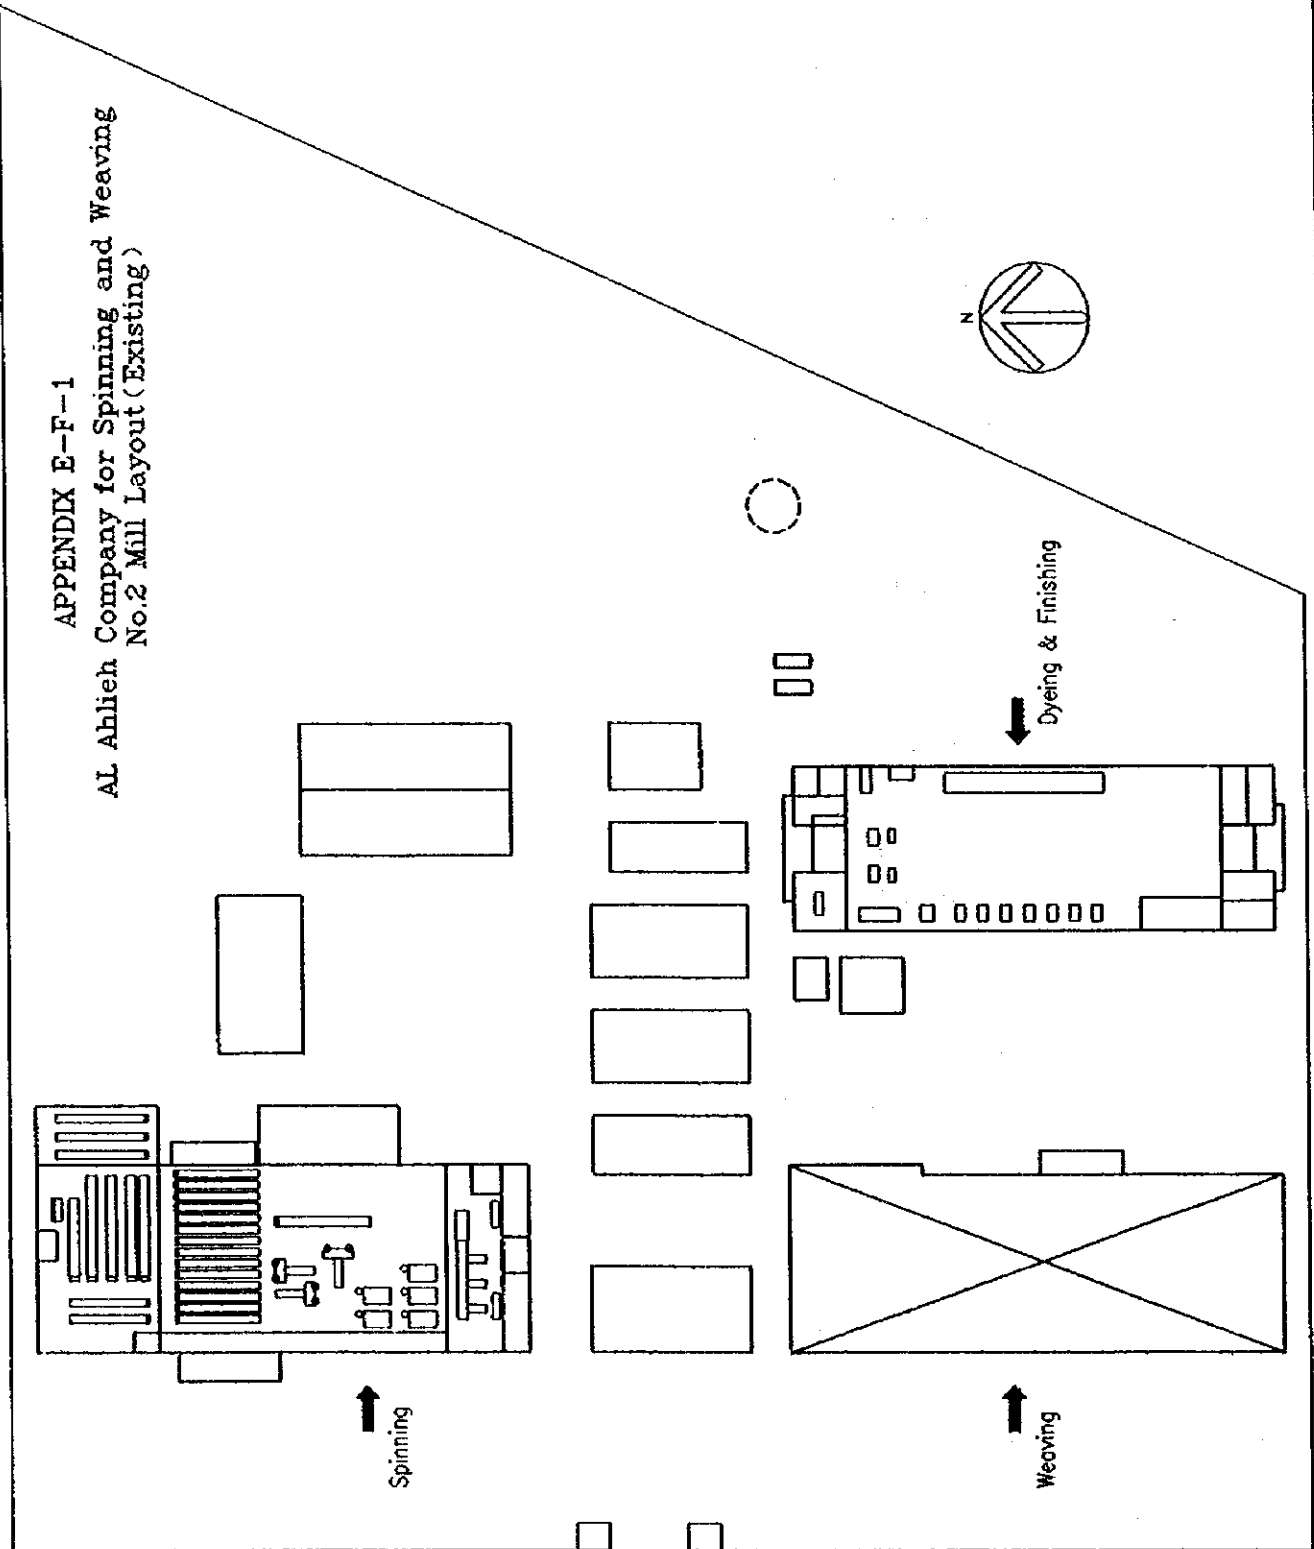 APPENDIX E-F-1
AL Ahlieh Company for Spinning and Weaving
No.2 Mill Layout(Existing)
N
Spinning
Dyeing & Finishing
Weaving